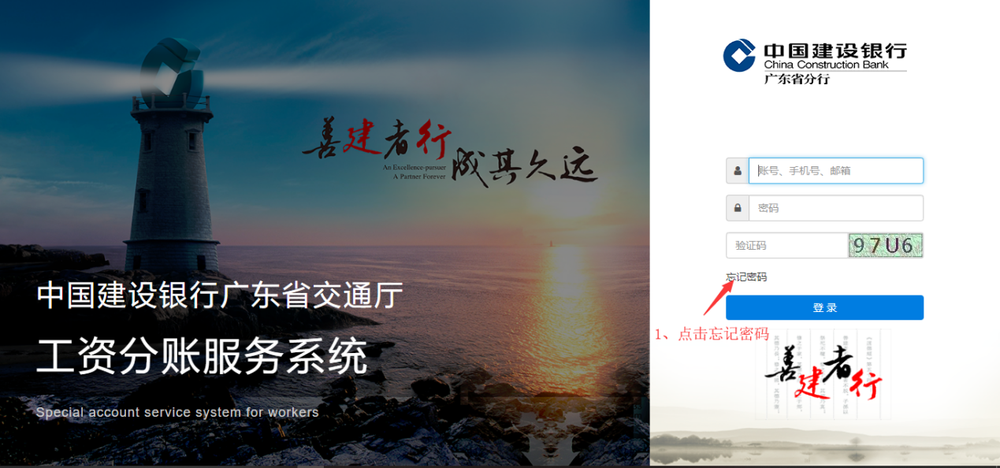 善建者行
成其久远
An Excellence-pursuer
A Partner Forever
中国建设银行广东省交通厅
工资分账服务系统
Special account service system for workers
中国建设银行
China Construction Bank
广东省分行
账号、手机号、邮箱
密码
验证码
97U6
忘记密码
登 录
1、点击忘记密码
善建者行